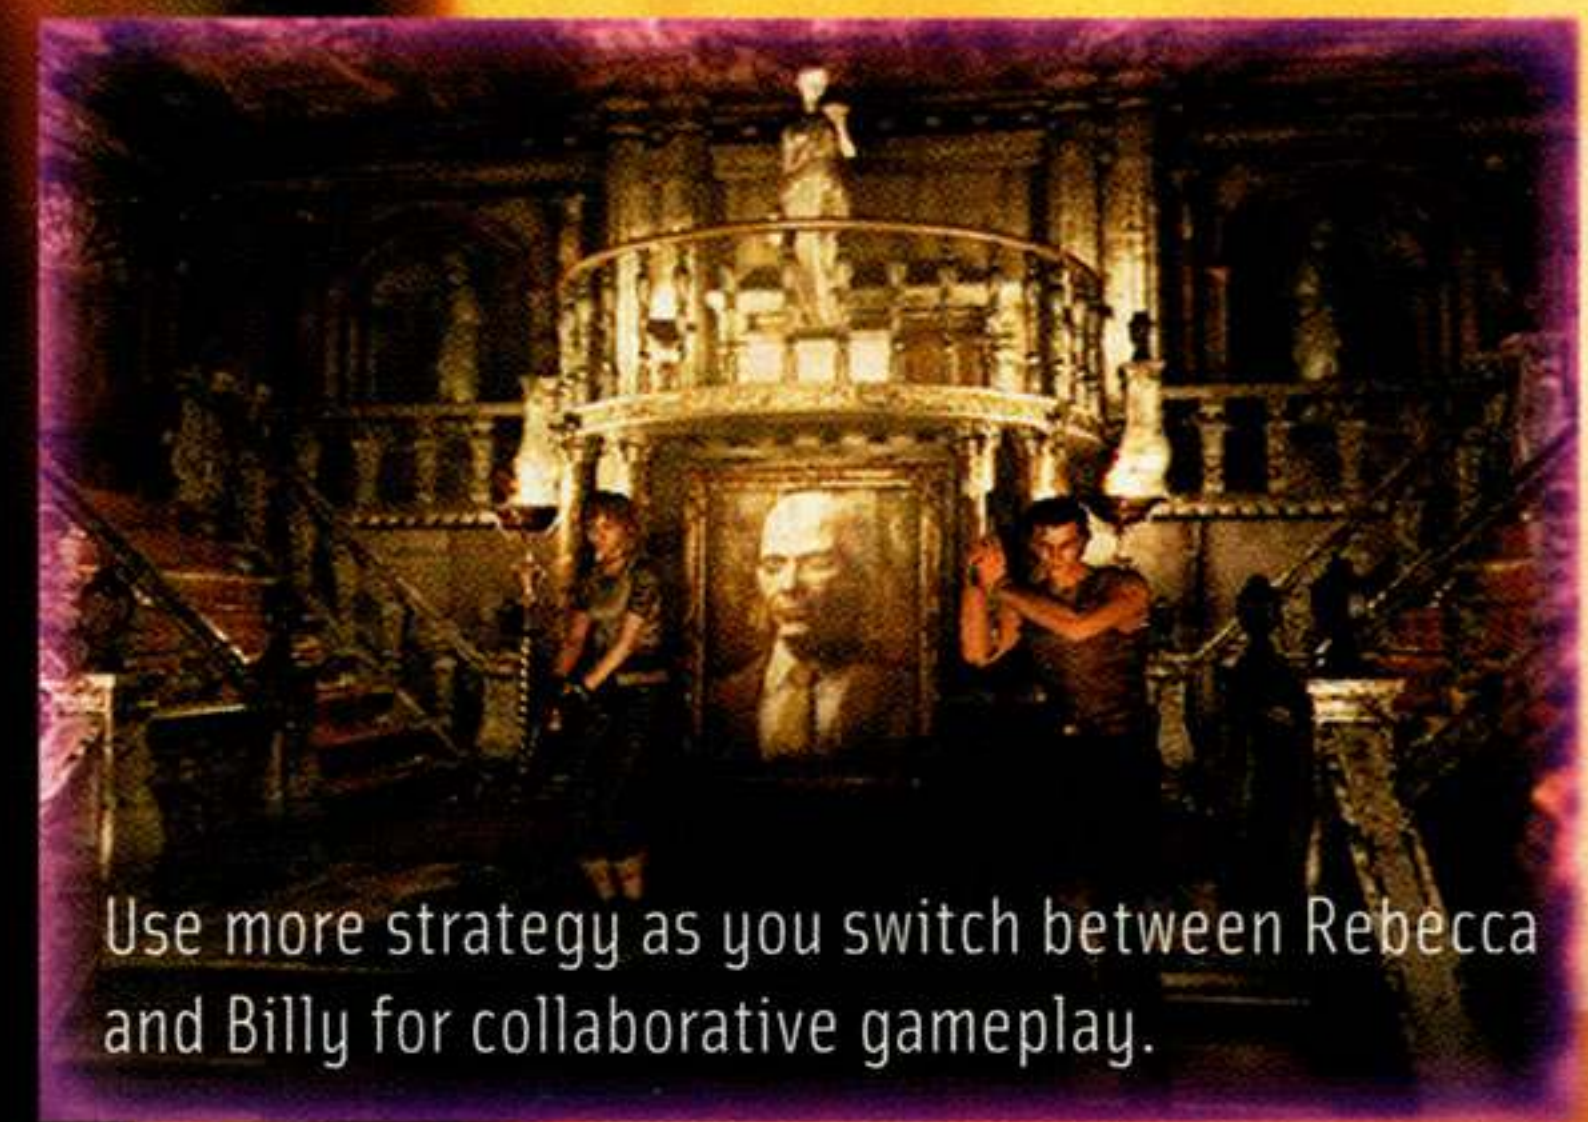 Use more strategy as you switch between Rebecca
and Billy for collaborative gameplay.